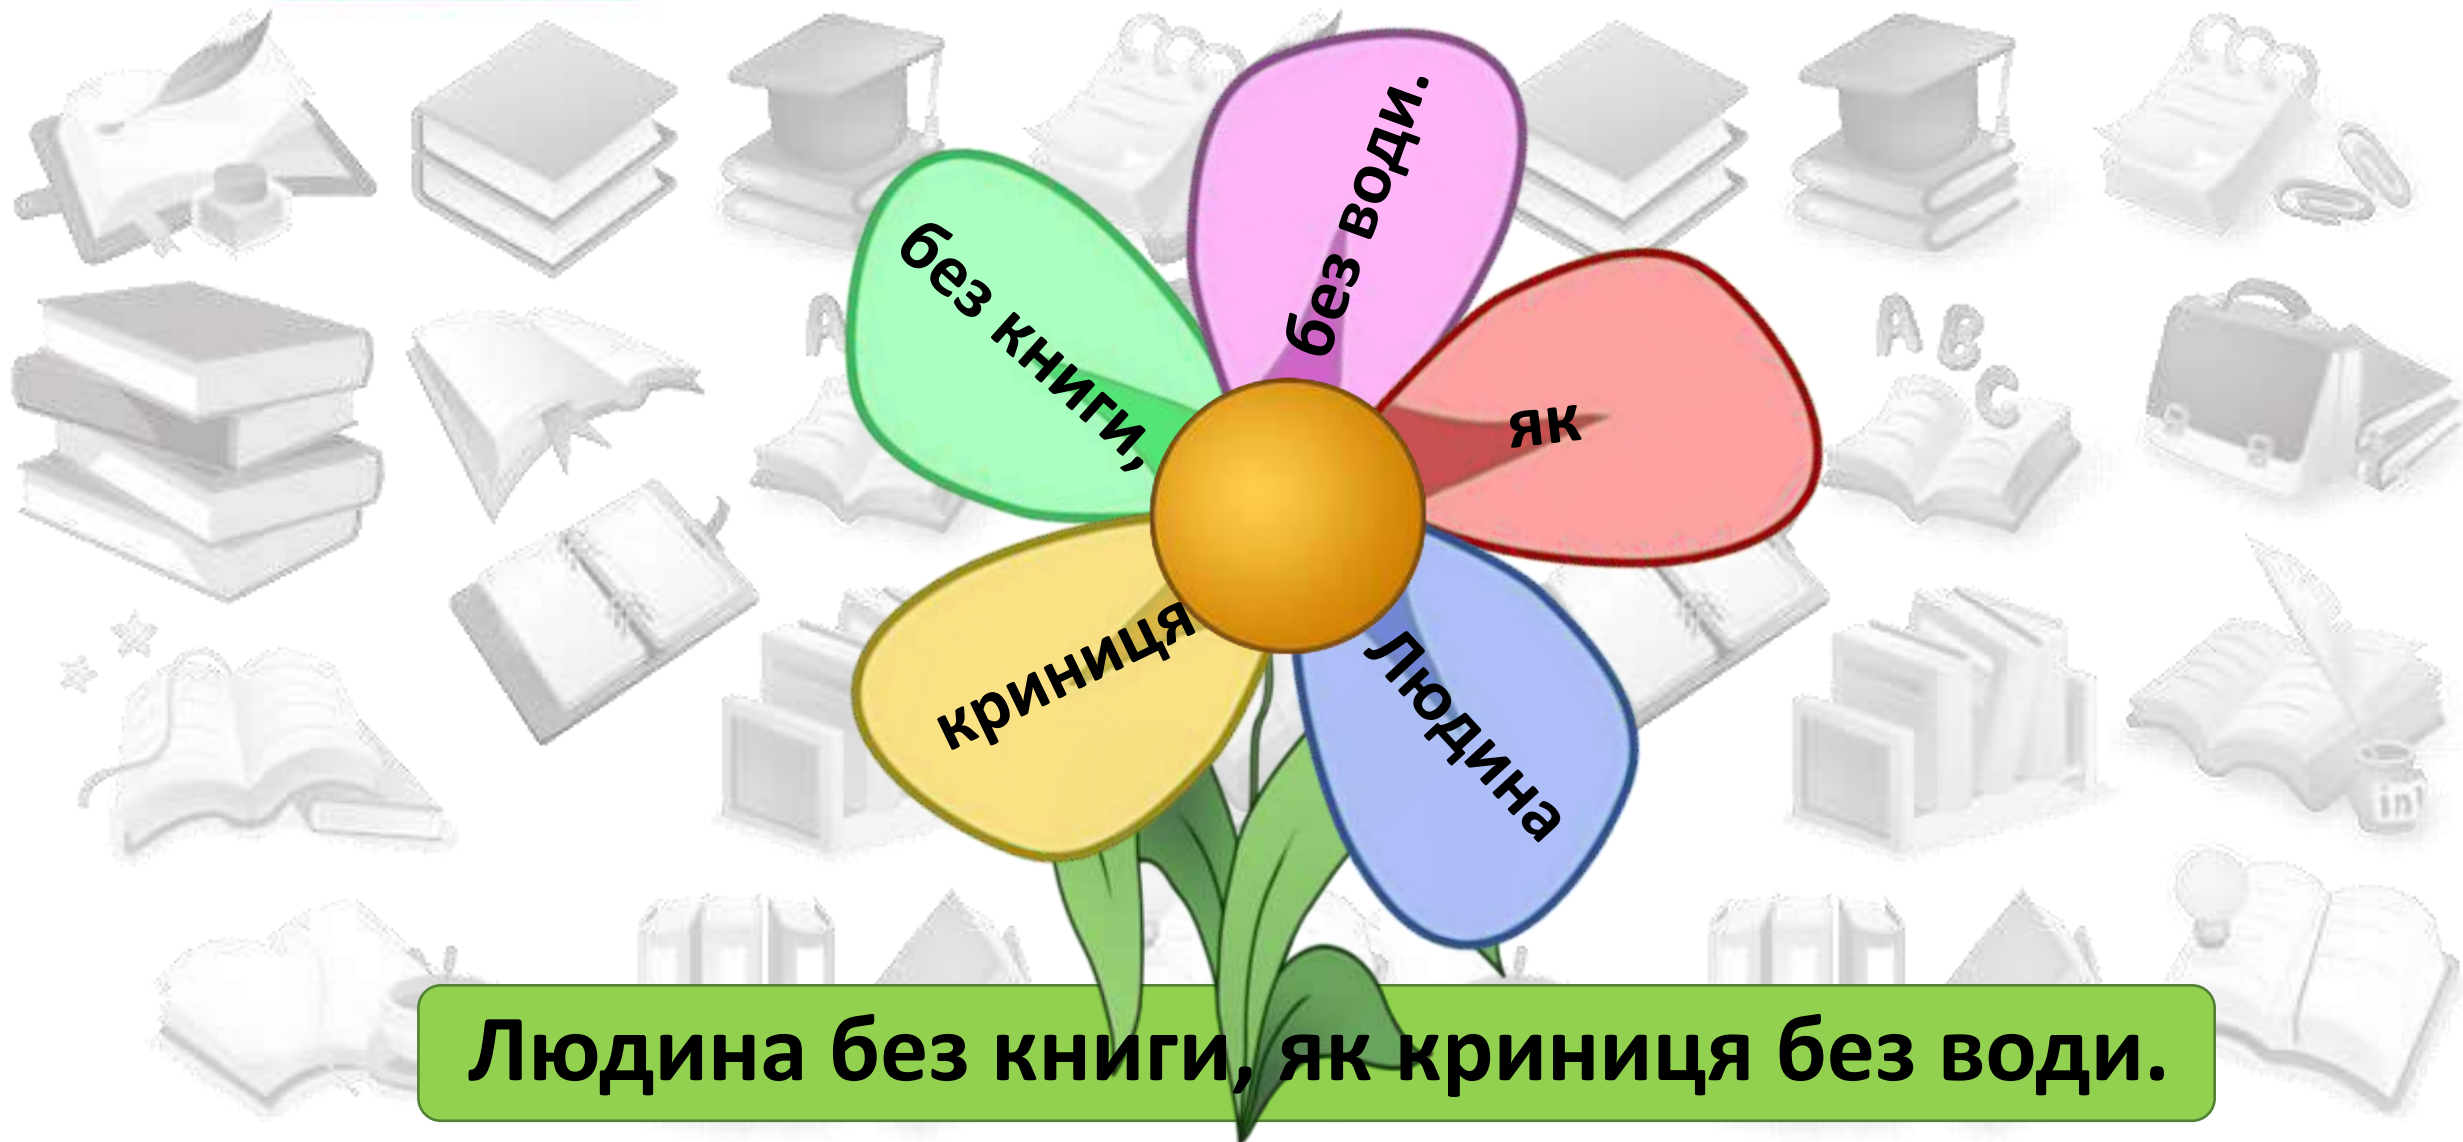 без води.
без книги,
як
криниця
Людина
Людина без книги, як криниця без води.